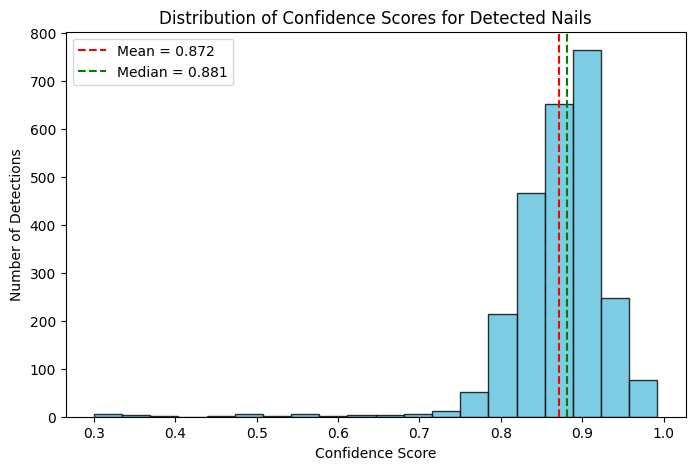 Distribution of Confidence Scores for Detected Nails
Mean = 0.872
Median = 0.881
Number of Detections
800
700
600
500
400
300
200
100
0
0.3 0.4 0.5 0.6 0.7 0.8 0.9 1.0
Confidence Score